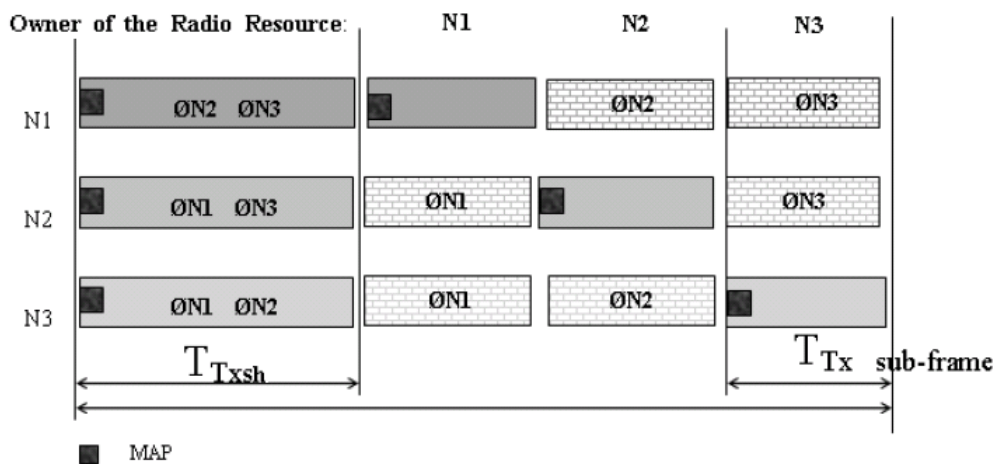 Owner of the Radio Resource: N1 N2 N3
N1 ØN2 ØN3 ØN2 ØN3
N2 ØN1 ØN3 ØN1 ØN3
N3 ØN1 ØN2 ØN1 ØN2
TTxsh TTx sub-frame
MAP